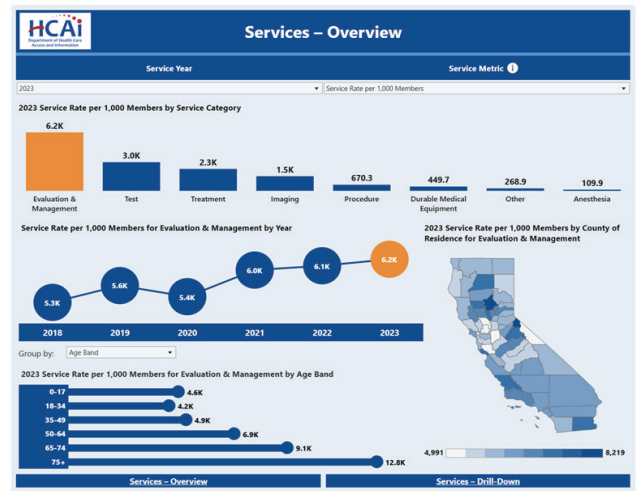 HCAi
Department of Health Care
Access and Information
Services – Overview
Service Year
Service Metric i
2023
Service Rate per 1,000 Members
2023 Service Rate per 1,000 Members by Service Category
6.2K
3.0K
2.3K
1.5K
670.3
449.7
268.9
109.9
Evaluation &
Management
Test
Treatment
Imaging
Procedure
Durable Medical
Equipment
Other
Anesthesia
Service Rate per 1,000 Members for Evaluation & Management by Year
5.3K
5.6K
5.4K
6.0K
6.1K
6.2K
2018
2019
2020
2021
2022
2023
2023 Service Rate per 1,000 Members by County of
Residence for Evaluation & Management
4,991
8,219
Group by:
Age Band
2023 Service Rate per 1,000 Members for Evaluation & Management by Age Band
0-17 4.6K
18-34 4.2K
35-49 4.9K
50-64 6.9K
65-74 9.1K
75+ 12.8K
Services – Overview
Services – Drill-Down